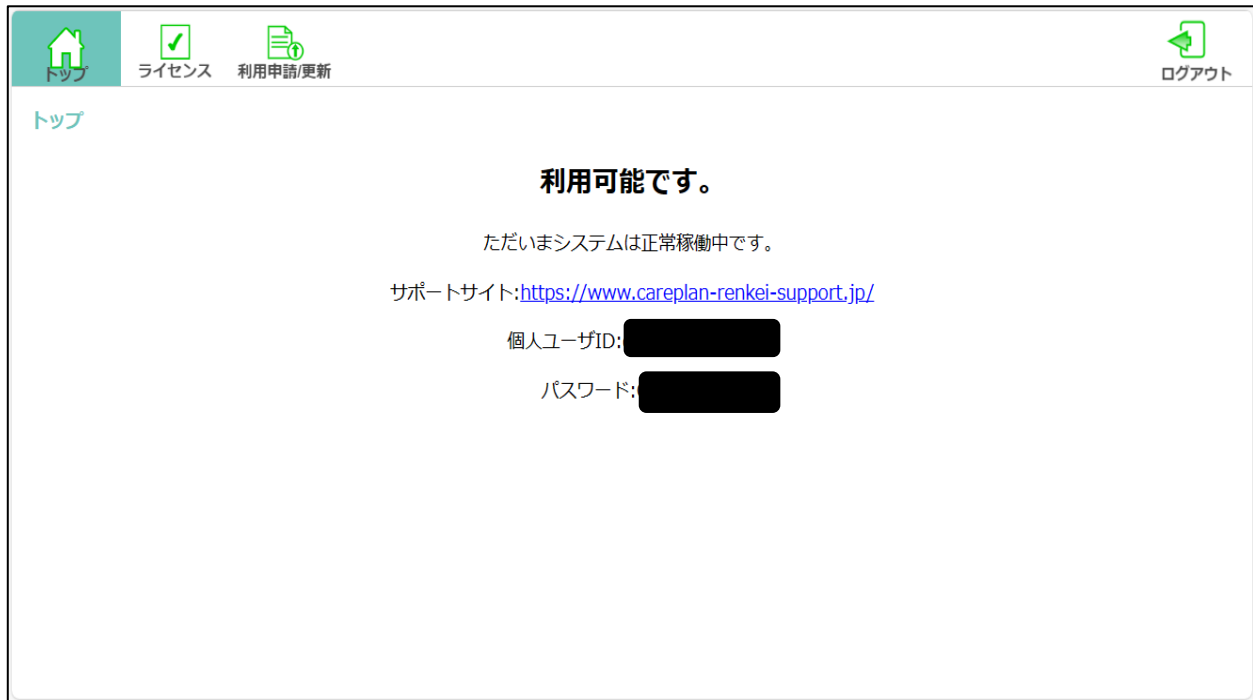 トップ
ライセンス
利用申請/更新
ログアウト
トップ
利用可能です。
ただいまシステムは正常稼働中です。
サポートサイト:https://www.careplan-renkei-support.jp/
個人ユーザID:
パスワード: